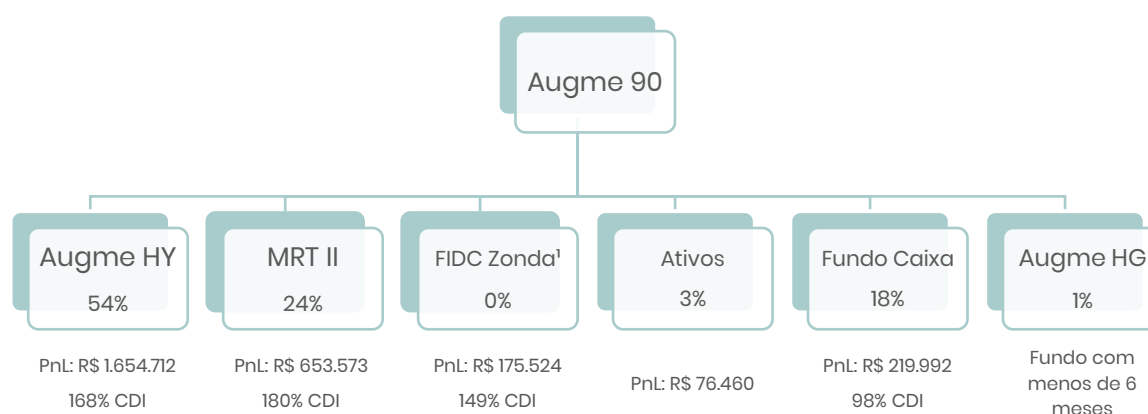 Augme 90
Augme HY
54%
PnL: R$ 1.654.712
168% CDI
MRT II
24%
PnL: R$ 653.573
180% CDI
FIDC Zonda¹
0%
PnL: R$ 175.524
149% CDI
Ativos
3%
PnL: R$ 76.460
Fundo Caixa
18%
PnL: R$ 219.992
98% CDI
Augme HG
1%
Fundo com
menos de 6
meses